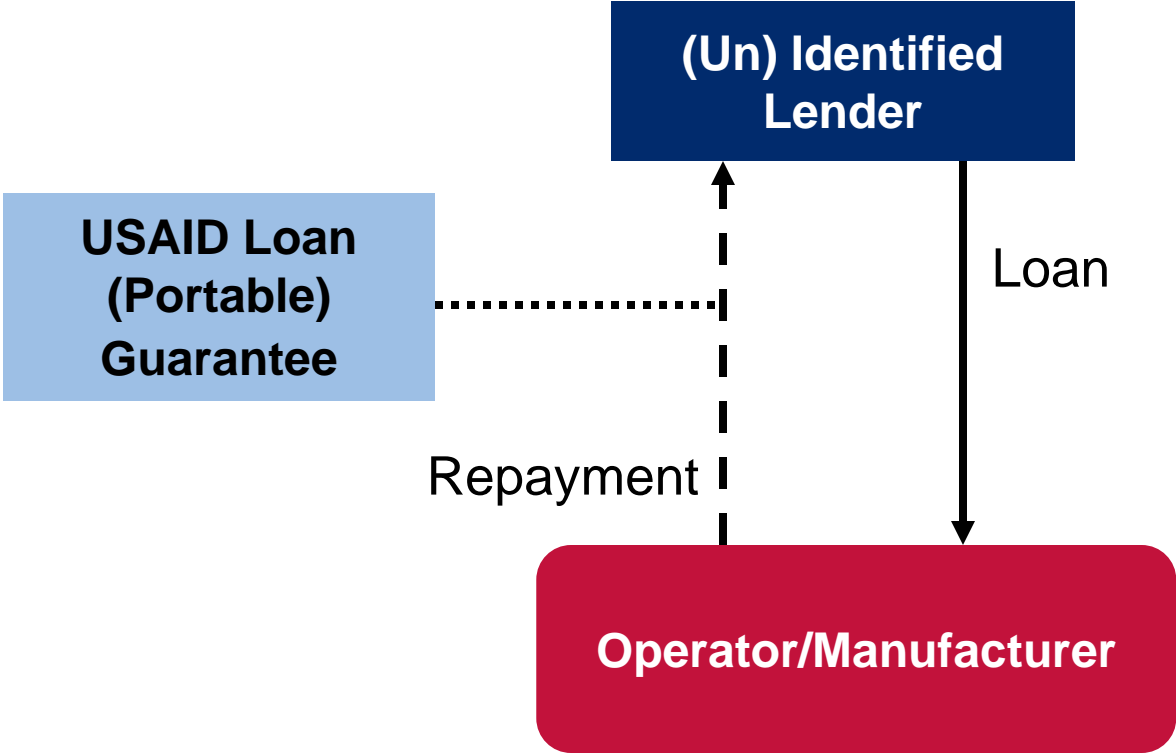 (Un) Identified
Lender
USAID Loan
(Portable)
Guarantee
Loan
Repayment
Operator/Manufacturer